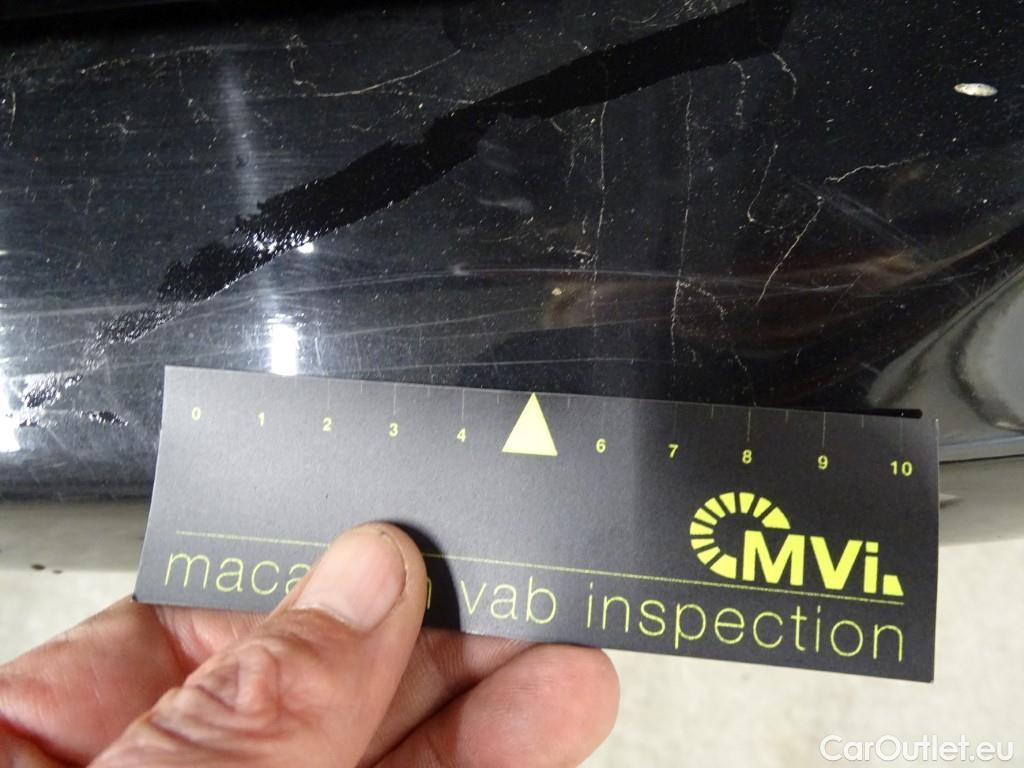 0 1 2 3 4 6 7 8 9 10
MVi
vab inspection
CarOutlet.eu